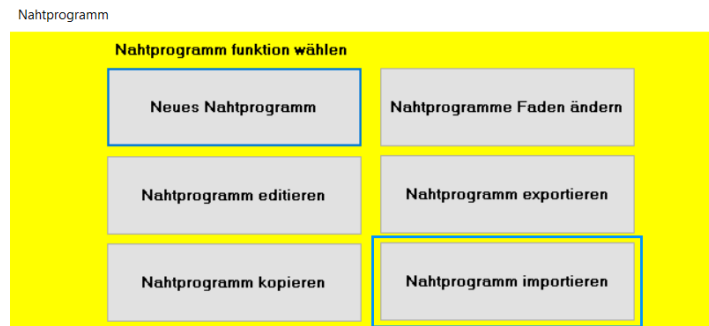 Nahtprogramm
Nahtprogramm funktion wählen
Neues Nahtprogramm
Nahtprogramme Faden ändern
Nahtprogramm editieren
Nahtprogramm exportieren
Nahtprogramm kopieren
Nahtprogramm importieren